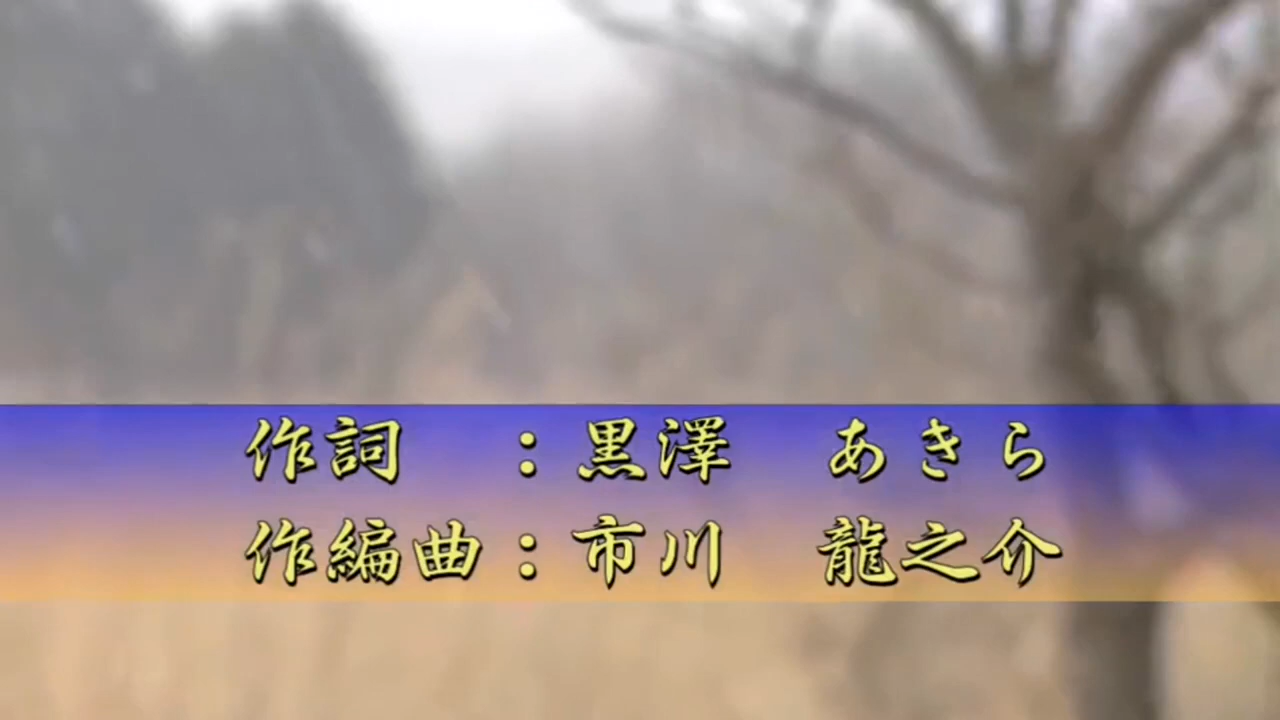 作詞　：黒澤　あきら
作編曲：市川　龍之介